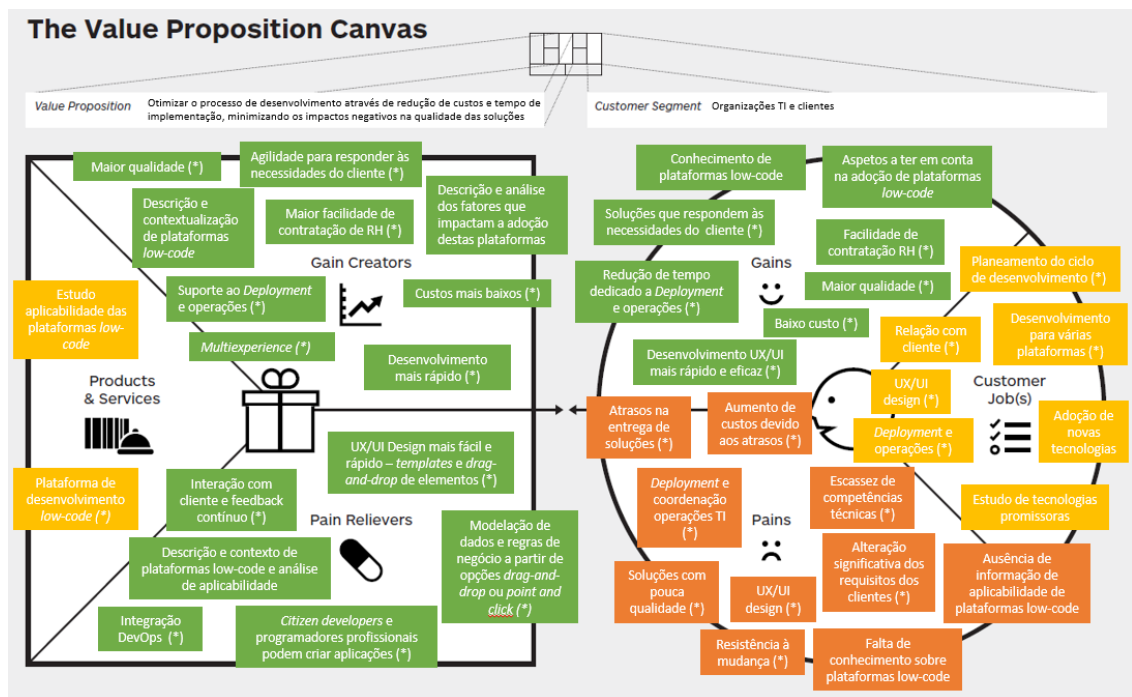 The Value Proposition Canvas
Value Proposition
Otimizar o processo de desenvolvimento através de redução de custos e tempo de
implementação, minimizando os impactos negativos na qualidade das soluções
Customer Segment
Organizações TI e clientes
Maior qualidade (*)
Agilidade para responder às
necessidades do cliente (*)
Descrição e
contextualização
de plataformas
low-code
Maior facilidade de
contratação de RH (*)
Descrição e análise
dos fatores que
impactam a adoção
destas plataformas
Gain Creators
Suporte ao Deployment
e operações (*)
Custos mais baixos (*)
Estudo
aplicabilidade das
plataformas low-
code
Multiexperience (*)
Desenvolvimento
mais rápido (*)
Products
& Services
UX/UI Design mais fácil e
rápido – templates e drag-
and-drop de elementos (*)
Plataforma de
desenvolvimento
low-code (*)
Interação com
cliente e feedback
contínuo (*)
Pain Relievers
Modelação de
dados e regras de
negócio a partir de
opções drag-and-
drop ou point and
click (*)
Descrição e contexto de
plataformas low-code e análise
de aplicabilidade
Integração
DevOps (*)
Citizen developers e
programadores profissionais
podem criar aplicações (*)
Conhecimento de
plataformas low-code
Aspetos a ter em conta
na adoção de plataformas
low-code
Soluções que respondem às
necessidades do cliente (*)
Facilidade de
contratação RH (*)
Gains
Planeamento do ciclo
de desenvolvimento (*)
Redução de tempo
dedicado a Deployment
e operações (*)
Maior qualidade (*)
Baixo custo (*)
Relação com
cliente (*)
Desenvolvimento
para várias
plataformas (*)
Desenvolvimento UX/UI
mais rápido e eficaz (*)
UX/UI
design (*)
Customer
Job(s)
Atrasos na
entrega de
soluções (*)
Aumento de
custos devido
aos atrasos (*)
Deployment e
operações (*)
Adoção de
novas
tecnologias
Deployment e
coordenação
operações TI
(*)
Escassez de
competências
técnicas (*)
Estudo de tecnologias
promissoras
Pains
Alteração
significativa dos
requisitos dos
clientes (*)
Ausência de
informação de
aplicabilidade de
plataformas low-code
Soluções com
pouca
qualidade (*)
UX/UI
design (*)
Resistência à
mudança (*)
Falta de
conhecimento sobre
plataformas low-code